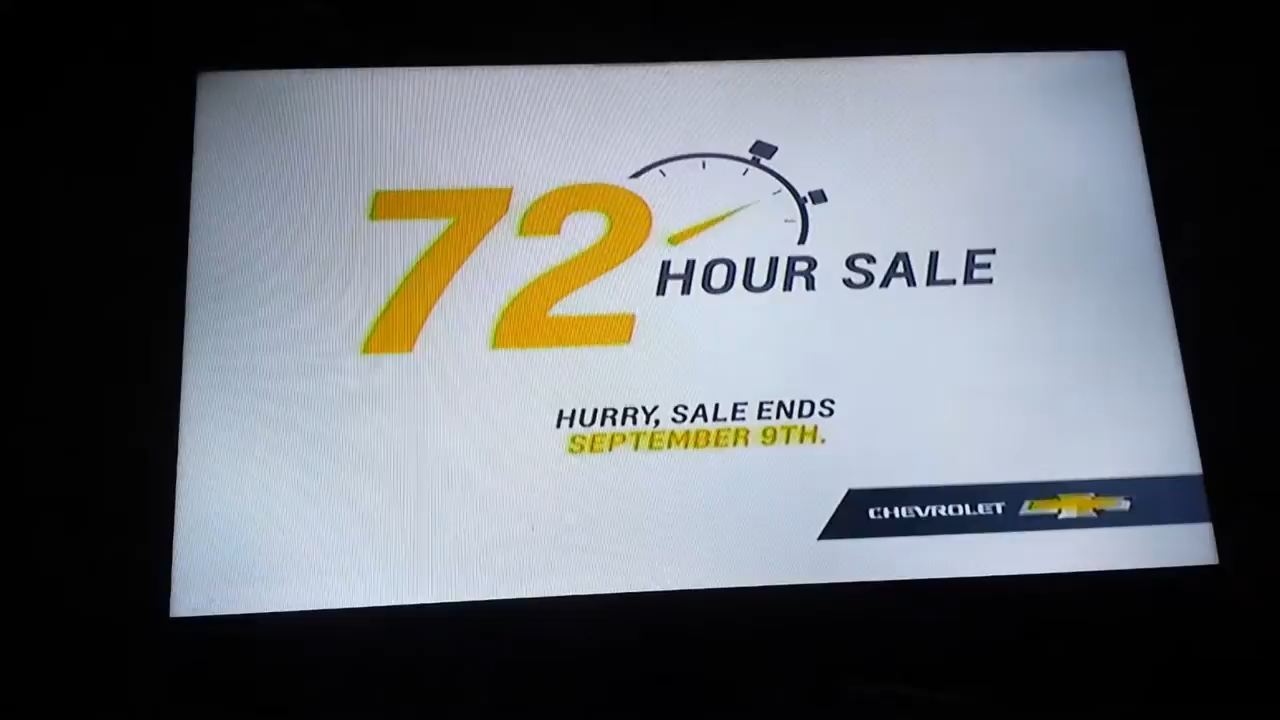 72
HOUR SALE
HURRY, SALE ENDS
SEPTEMBER 9TH.
CHEVROLET